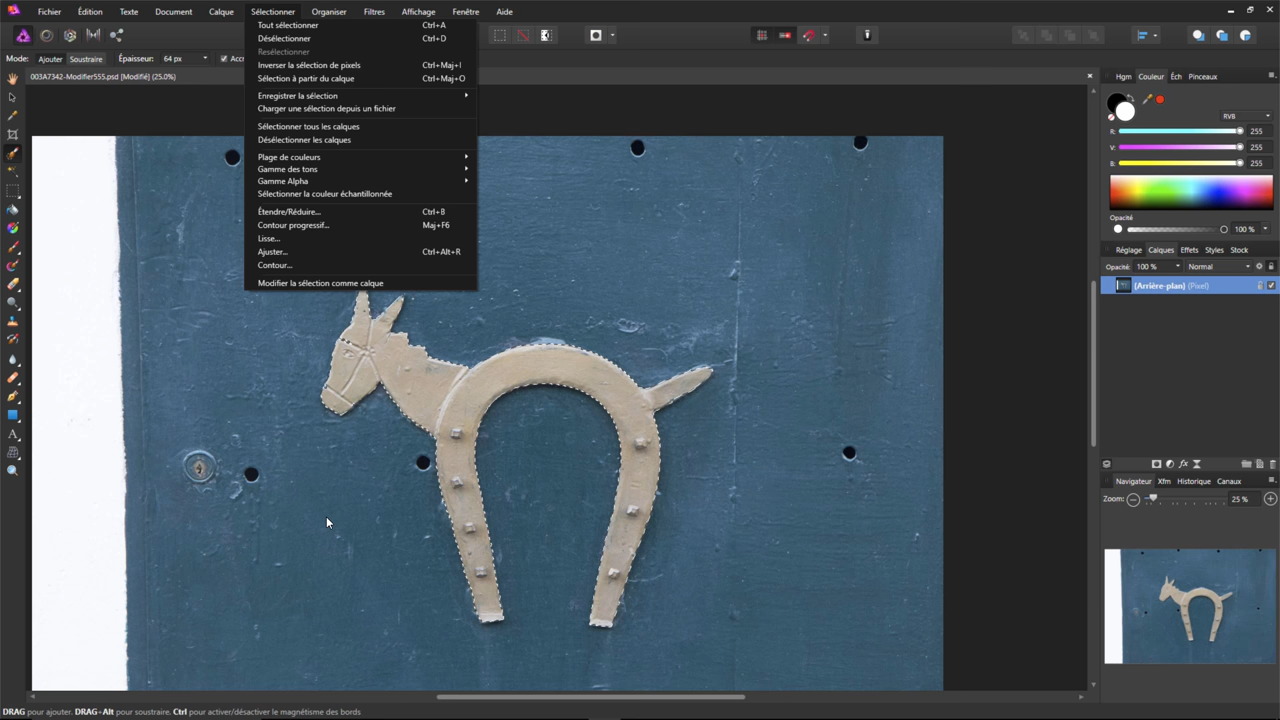 Fichier Édition Texte Document Calque Sélectionner Organiser Filtres Affichage Fenêtre Aide
Mode: Ajouter Soustraire Épaisseur: 64 px
003A7342-Modifier555.psd [Modifié] (25.0%)
Tout sélectionner Ctrl+A
Désélectionner Ctrl+D
Resélectionner
Inverser la sélection de pixels Ctrl+Maj+I
Sélection à partir du calque Ctrl+Maj+O
Enregistrer la sélection
Charger une sélection depuis un fichier
Sélectionner tous les calques
Désélectionner les calques
Plage de couleurs
Gamme des tons
Gamme Alpha
Sélectionner la couleur échantillonnée
Étendre/Réduire... Ctrl+B
Contour progressif... Maj+F6
Lisse...
Ajuster... Ctrl+Alt+R
Contour...
Modifier la sélection comme calque
Hgm Couleur Éch Pinceaux
RVB
R: 255
V: 255
B: 255
Opacité
100 %
Réglage Calques Effets Styles Stock
Opacité: 100 % Normal
(Arrière-plan) (Pixel)
Navigateur Xfm Historique Canaux
Zoom: 25 %
DRAG pour ajouter. DRAG+Alt pour soustraire. Ctrl pour activer/désactiver le magnétisme des bords